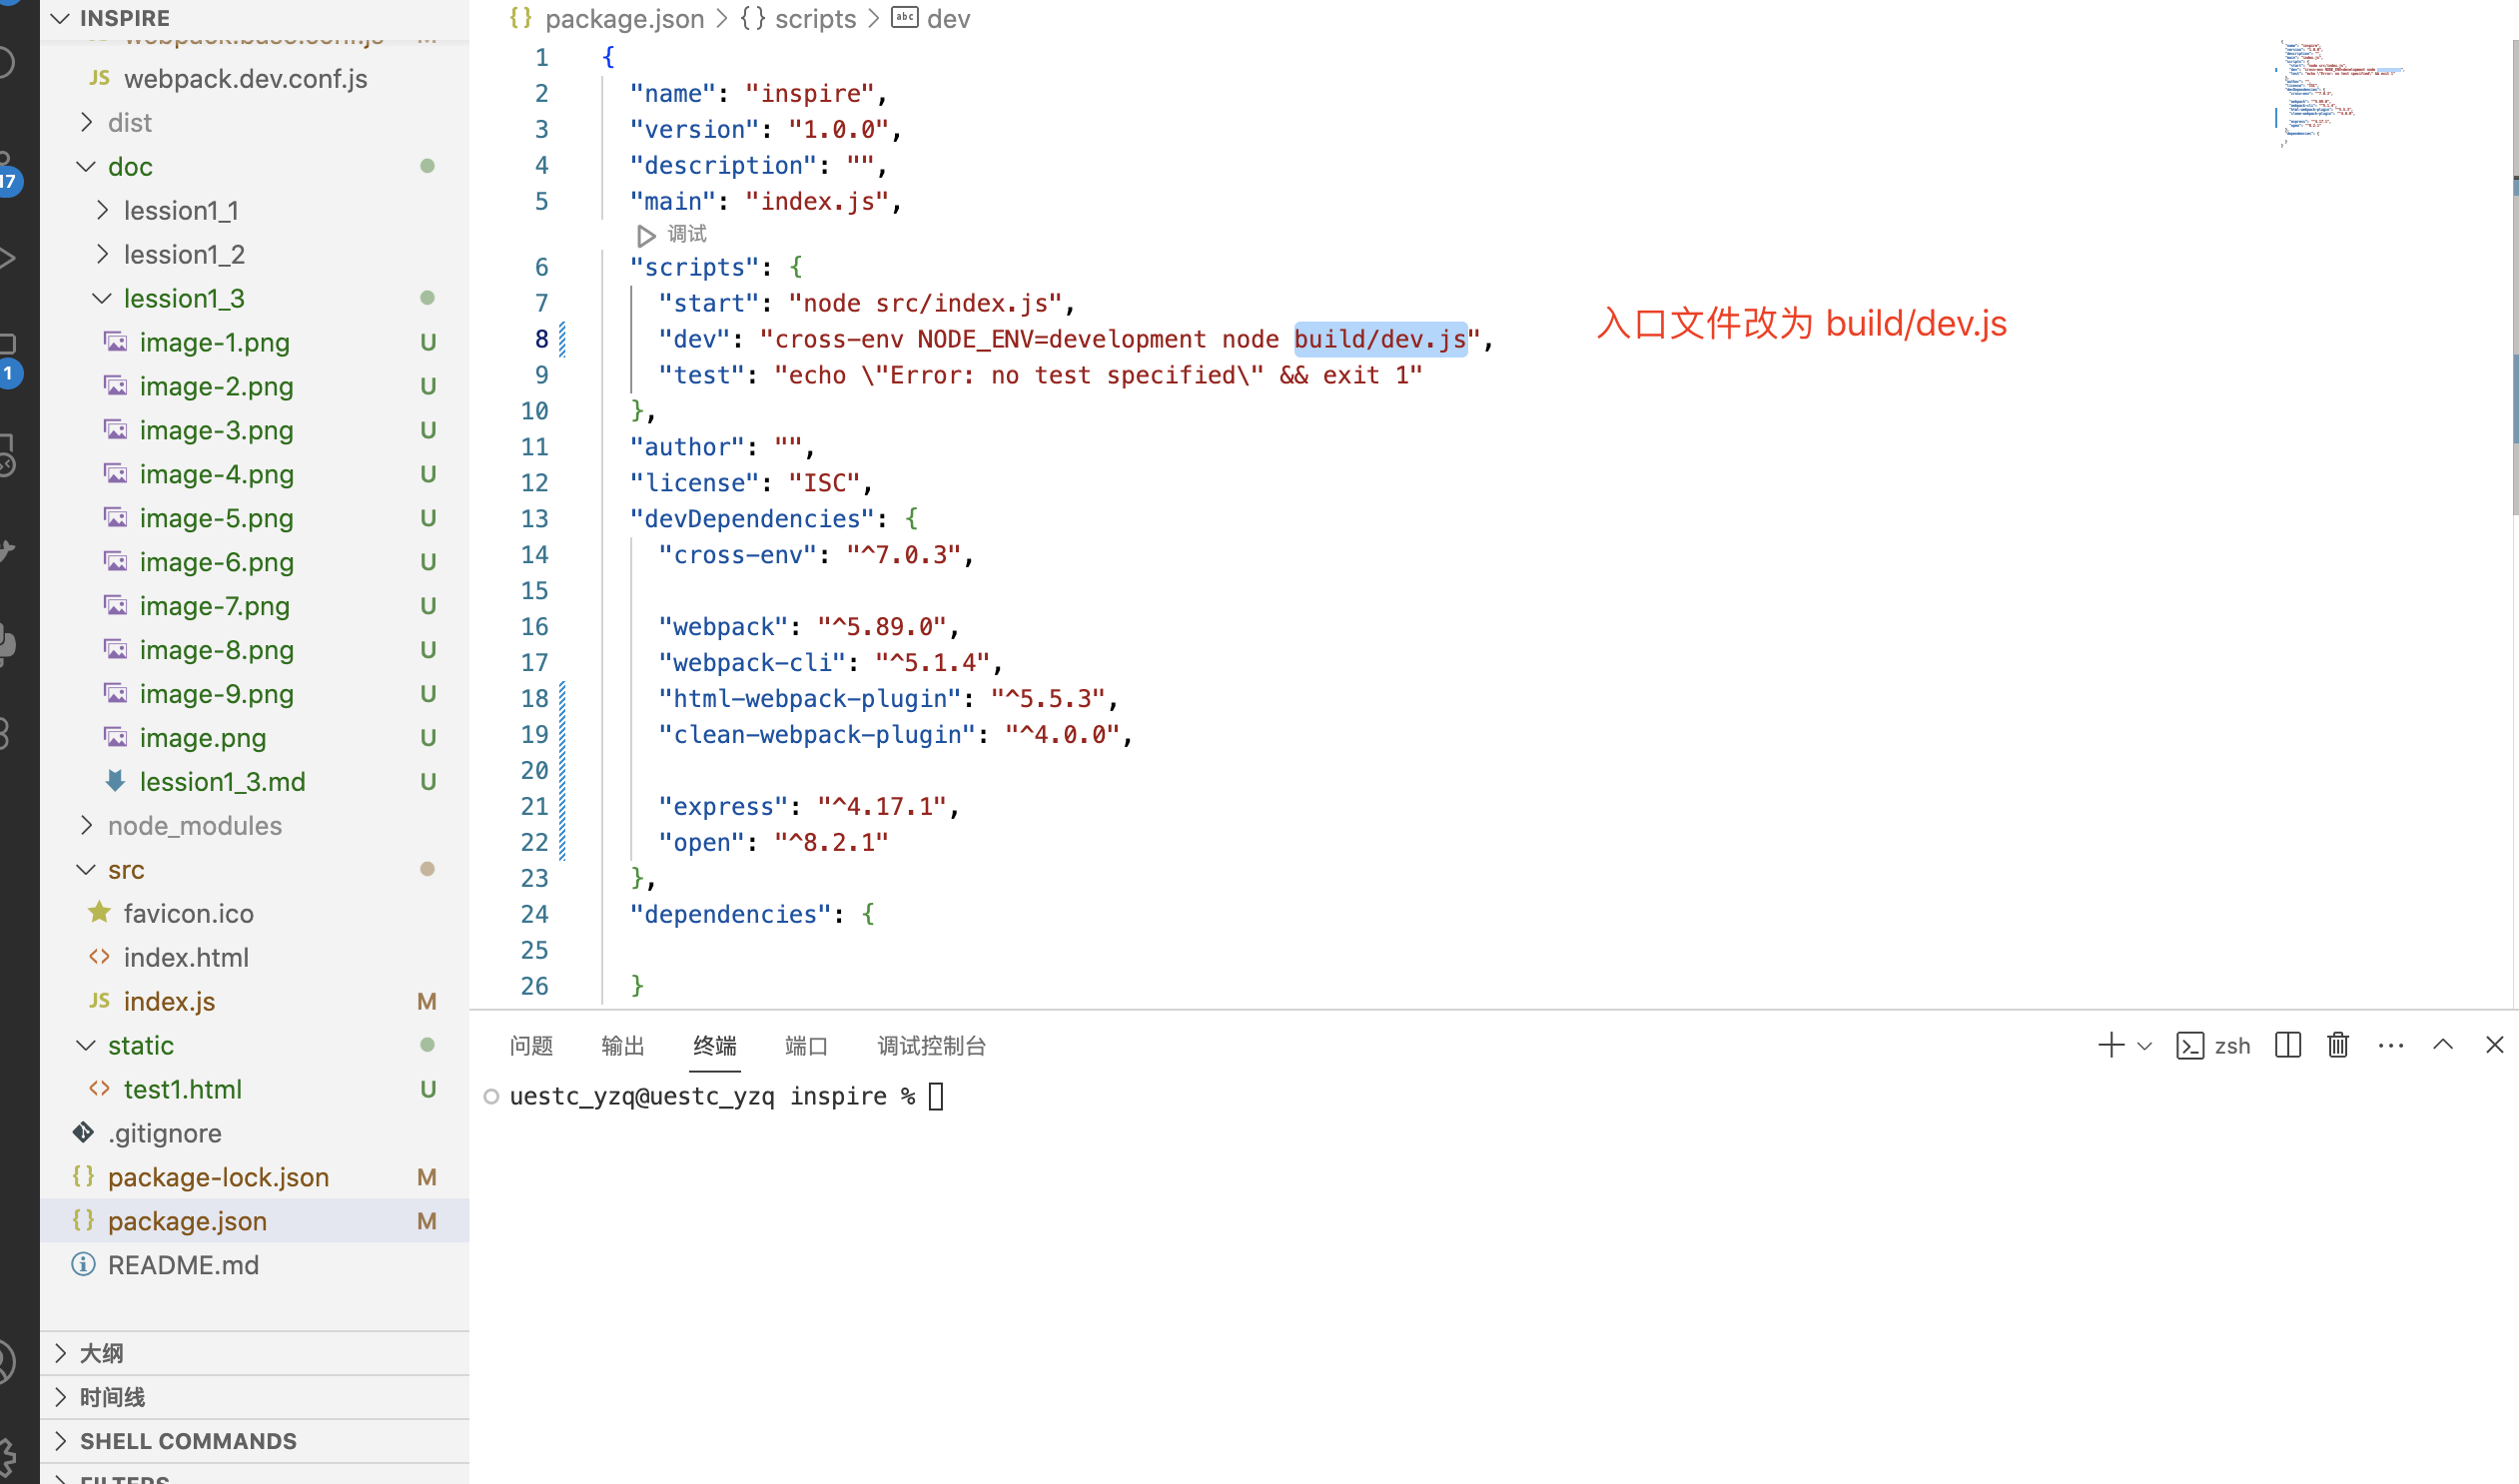 INSPIRE
webpack.base.conf.js M
JS webpack.dev.conf.js
dist
doc
17
lession1_1
lession1_2
lession1_3
image-1.png U
1
image-2.png U
image-3.png U
image-4.png U
image-5.png U
image-6.png U
image-7.png U
image-8.png U
image-9.png U
image.png U
lession1_3.md U
node_modules
src
favicon.ico
index.html
JS index.js M
static
test1.html U
.gitignore
{} package-lock.json M
{} package.json M
README.md
大纲
时间线
SHELL COMMANDS
FILTERS
{} package.json > {} scripts > abc dev
1 {
2 "name": "inspire",
3 "version": "1.0.0",
4 "description": "",
5 "main": "index.js",
调试
6 "scripts": {
7 "start": "node src/index.js",
8 "dev": "cross-env NODE_ENV=development node build/dev.js",
入口文件改为 build/dev.js
9 "test": "echo \"Error: no test specified\" && exit 1"
10 },
11 "author": "",
12 "license": "ISC",
13 "devDependencies": {
14 "cross-env": "^7.0.3",
15
16 "webpack": "^5.89.0",
17 "webpack-cli": "^5.1.4",
18 "html-webpack-plugin": "^5.5.3",
19 "clean-webpack-plugin": "^4.0.0",
20
21 "express": "^4.17.1",
22 "open": "^8.2.1"
23 },
24 "dependencies": {
25
26 }
问题 输出 终端 端口 调试控制台 zsh
uestc_yzq@uestc_yzq inspire %